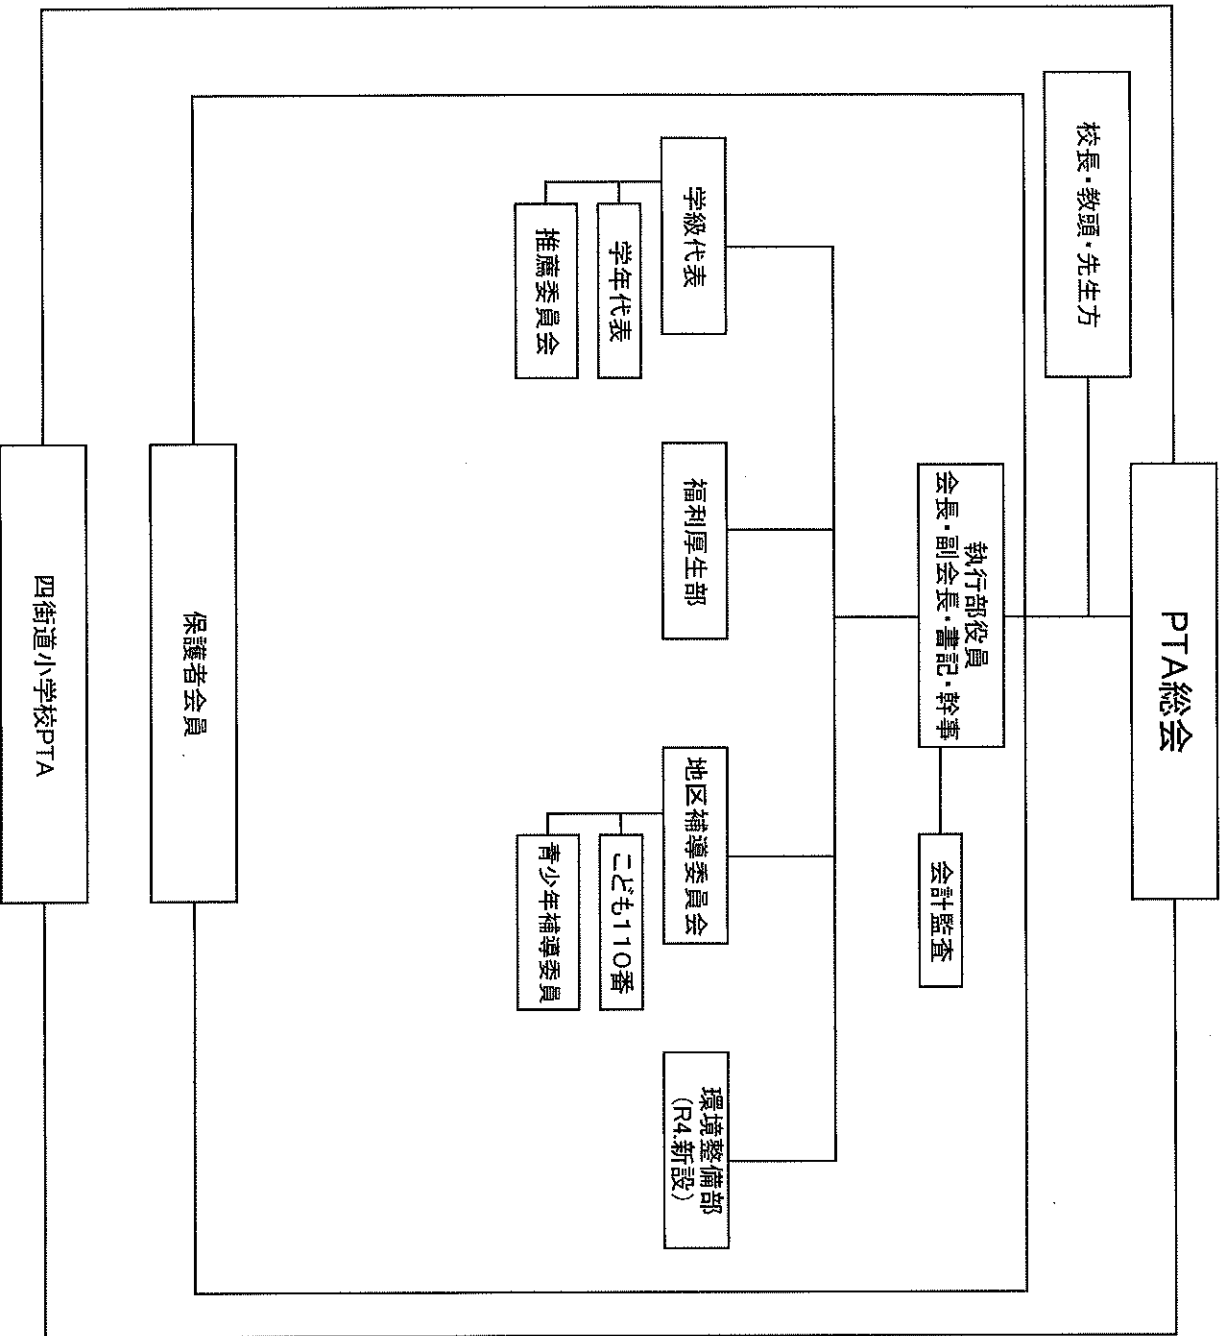 PTA総会
校長・教頭・先生方
執行部役員
会長・副会長・書記・幹事
会計監査
学級代表
学年代表
推薦委員会
福利厚生部
地区補導委員会
こども110番
青少年補導委員
環境整備部
（R4.新設）
保護者会員
四街道小学校PTA